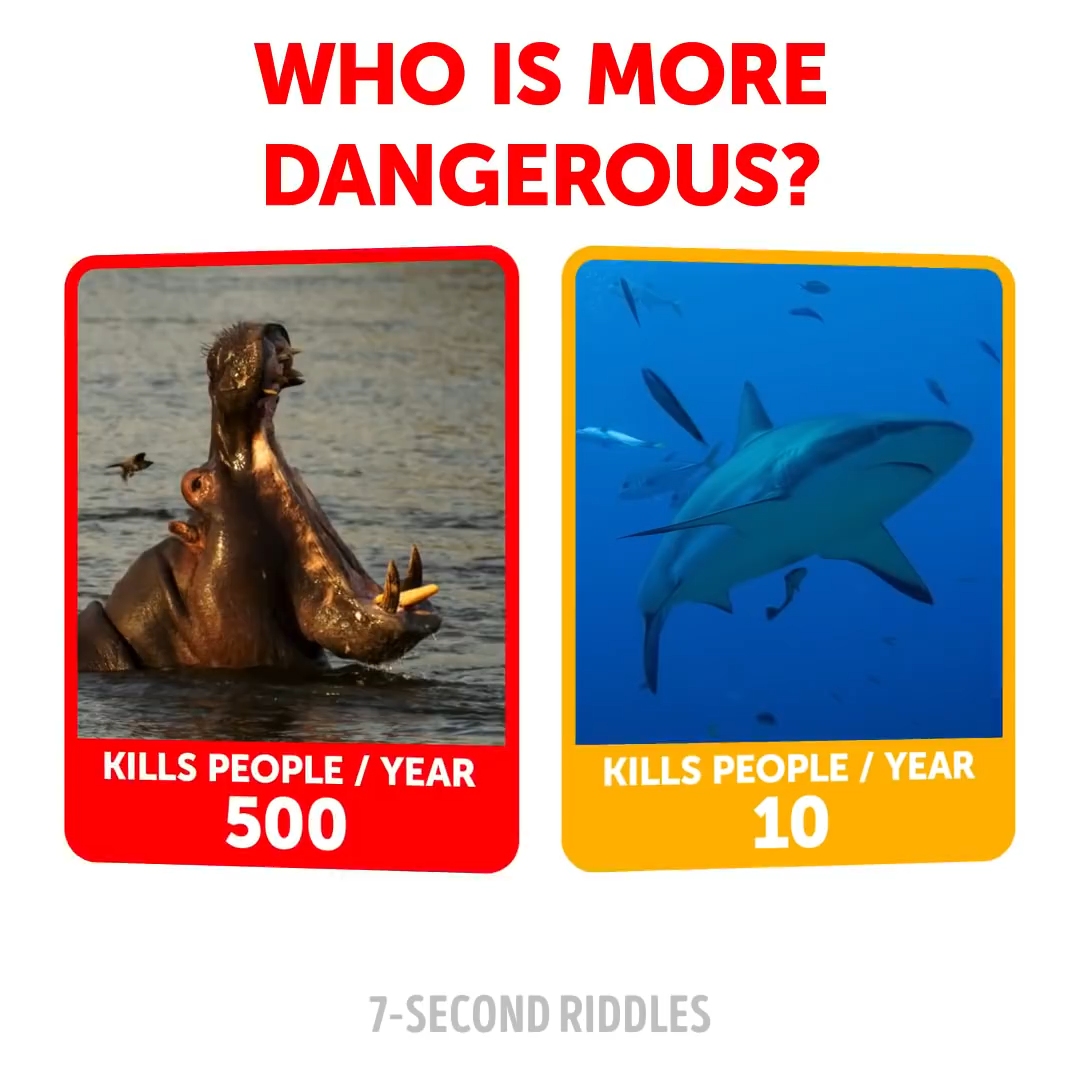 WHO IS MORE
DANGEROUS?
KILLS PEOPLE / YEAR
500
KILLS PEOPLE / YEAR
10
7-SECOND RIDDLES